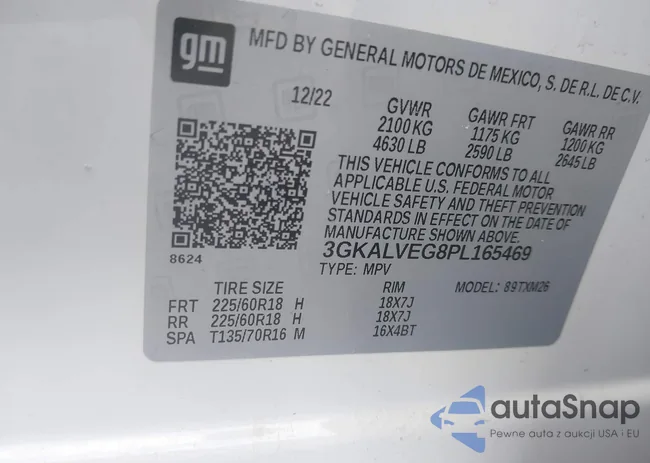 gm
MFD BY GENERAL MOTORS DE MEXICO, S. DE R.L. DE C.V.
12/22
GVWR GAWR FRT GAWR RR
2100 KG 1175 KG 1200 KG
4630 LB 2590 LB 2645 LB
THIS VEHICLE CONFORMS TO ALL
APPLICABLE U.S. FEDERAL MOTOR
VEHICLE SAFETY AND THEFT PREVENTION
STANDARDS IN EFFECT ON THE DATE OF
MANUFACTURE SHOWN ABOVE.
8624
3GKALVEG8PL165469
TYPE: MPV
MODEL: 89TXM26
TIRE SIZE RIM
FRT 225/60R18 H 18X7J
RR 225/60R18 H 18X7J
SPA T135/70R16 M 16X4BT
autaSnap
Pewne auta z aukcji USA i EU